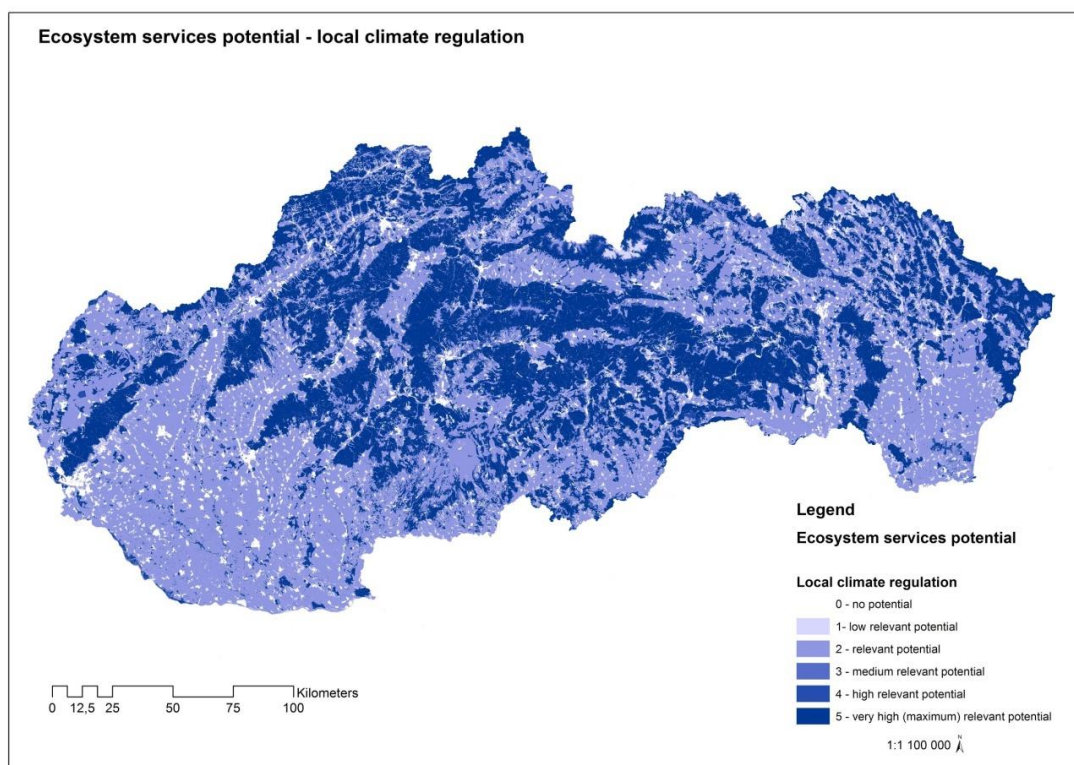 Ecosystem services potential - local climate regulation
Legend
Ecosystem services potential
Local climate regulation
0 - no potential
1- low relevant potential
2 - relevant potential
3 - medium relevant potential
4 - high relevant potential
5 - very high (maximum) relevant potential
Kilometers
0 12,5 25 50 75 100
1:1 100 000 N